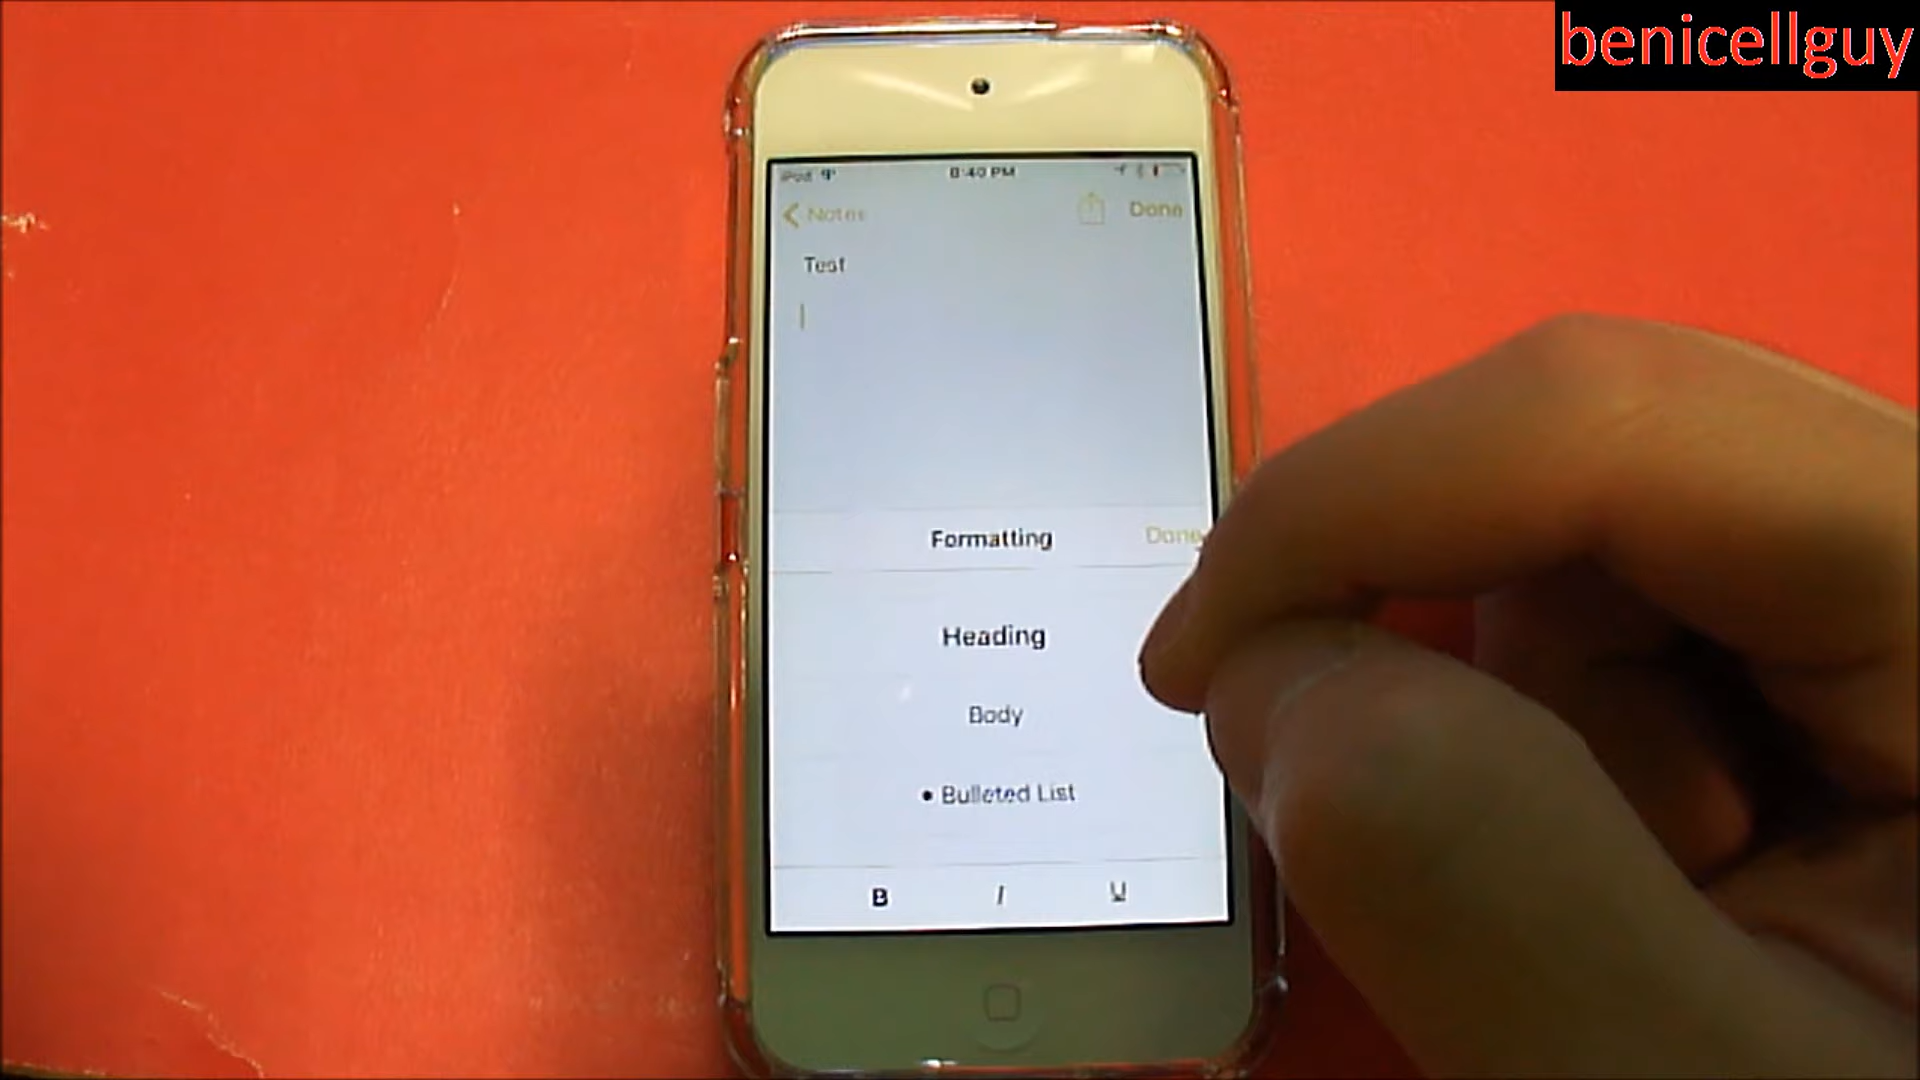 benicellguy
iPod 8:40 PM
Notes Done
Test
Formatting Done
Heading
Body
• Bulleted List
B I U